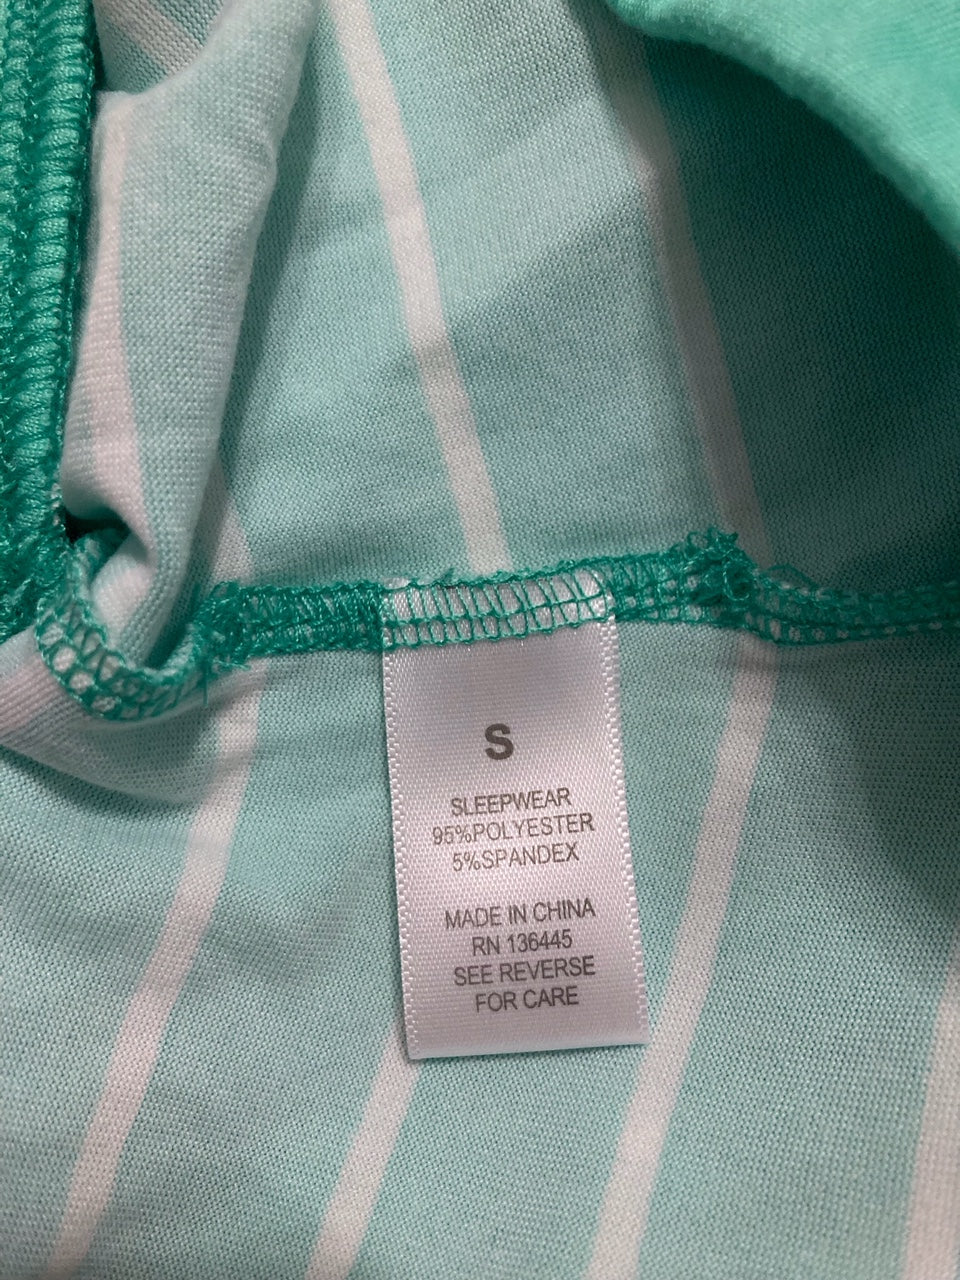 S
SLEEPWEAR
95%POLYESTER
5%SPANDEX
MADE IN CHINA
RN 136445
SEE REVERSE
FOR CARE